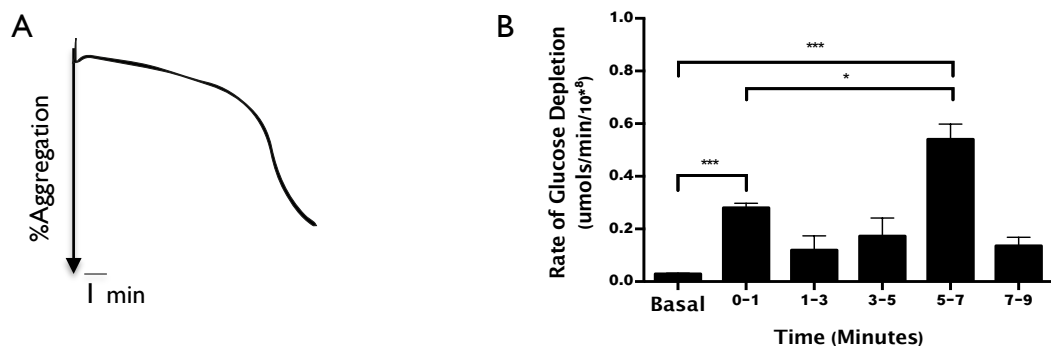 A
%Aggregation
1 min
B
Rate of Glucose Depletion
(umols/min/10*8)
1.0
0.8
0.6
0.4
0.2
0.0
***
*
***
Basal
0-1
1-3
3-5
5-7
7-9
Time (Minutes)